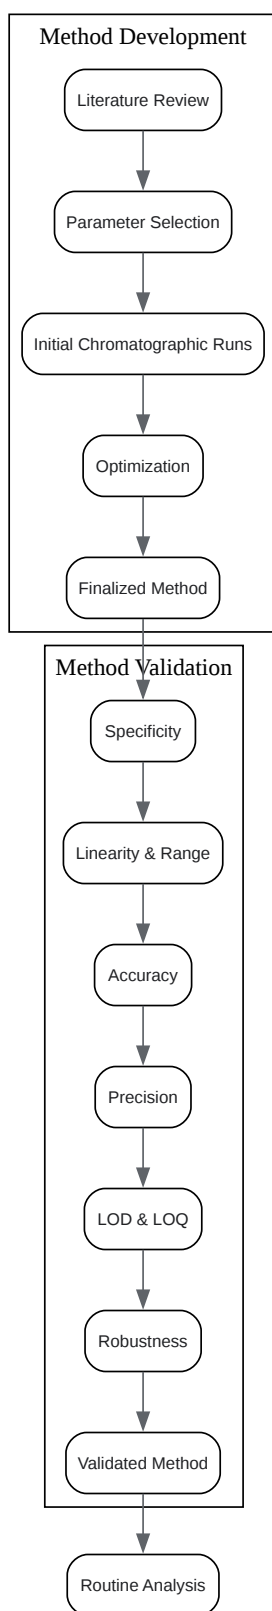 Method Development
Literature Review
Parameter Selection
Initial Chromatographic Runs
Optimization
Finalized Method
Method Validation
Specificity
Linearity & Range
Accuracy
Precision
LOD & LOQ
Robustness
Validated Method
Routine Analysis